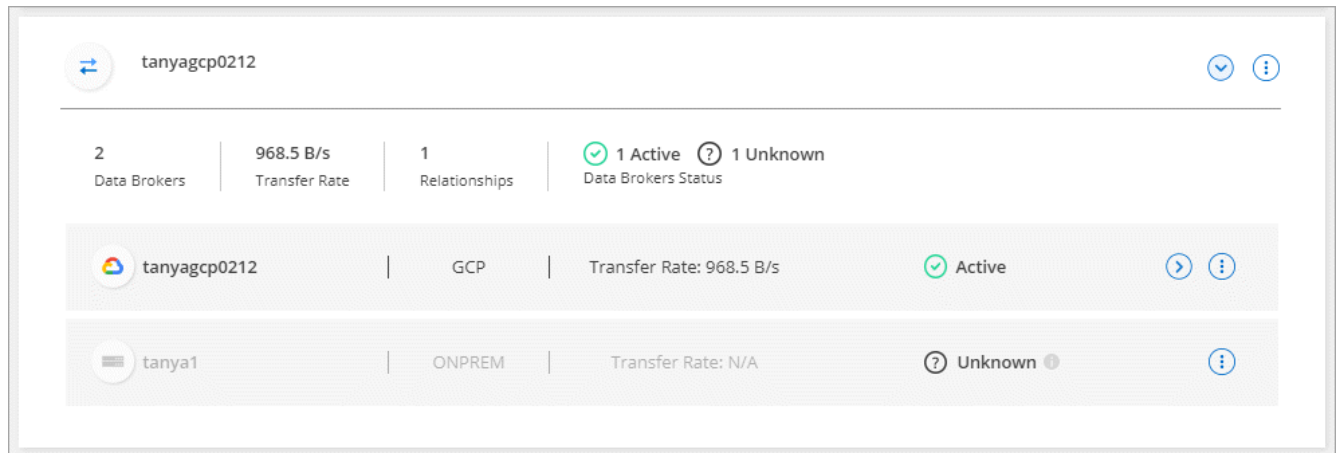 tanyagcp0212
2 968.5 B/s 1 1 Active ? 1 Unknown
Data Brokers Transfer Rate Relationships Data Brokers Status
tanyagcp0212 GCP Transfer Rate: 968.5 B/s Active
tanya1 ONPREM Transfer Rate: N/A ? Unknown